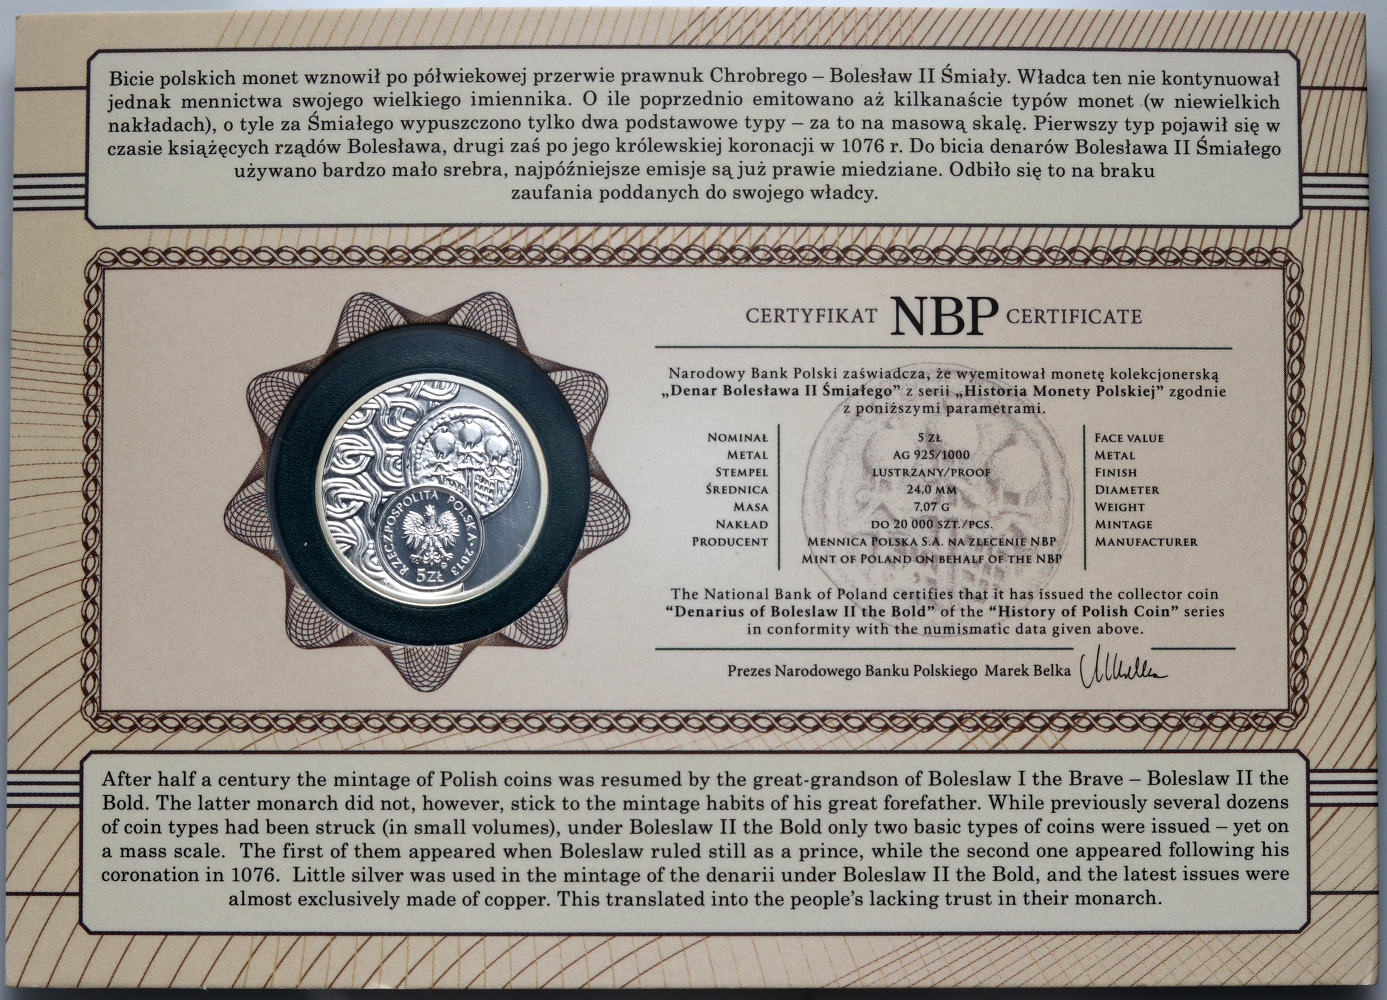 Bicie polskich monet wznowił po półwiekowej przerwie prawnuk Chrobrego – Bolesław II Śmiały. Władca ten nie kontynuował
jednak mennictwa swojego wielkiego imiennika. O ile poprzednio emitowano aż kilkanaście typów monet (w niewielkich
nakładach), o tyle za Śmiałego wypuszczono tylko dwa podstawowe typy – za to na masową skalę. Pierwszy typ pojawił się w
czasie książęcych rządów Bolesława, drugi zaś po jego królewskiej koronacji w 1076 r. Do bicia denarów Bolesława II Śmiałego
używano bardzo mało srebra, najpóźniejsze emisje są już prawie miedziane. Odbiło się to na braku
zaufania poddanych do swojego władcy.
CERTYFIKAT NBP CERTIFICATE
Narodowy Bank Polski zaświadcza, że wyemitował monetę kolekcjonerską
„Denar Bolesława II Śmiałego” z serii „Historia Monety Polskiej” zgodnie
z poniższymi parametrami.
NOMINAŁ 5 ZŁ FACE VALUE
METAL AG 925/1000 METAL
STEMPEL LUSTRZANY/PROOF FINISH
ŚREDNICA 24,0 MM DIAMETER
MASA 7,07 G WEIGHT
NAKŁAD DO 20 000 SZT./PCS. MINTAGE
PRODUCENT MENNICA POLSKA S.A. NA ZLECENIE NBP MANUFACTURER
MINT OF POLAND ON BEHALF OF THE NBP
The National Bank of Poland certifies that it has issued the collector coin
“Denarius of Boleslaw II the Bold” of the “History of Polish Coin” series
in conformity with the numismatic data given above.
Prezes Narodowego Banku Polskiego Marek Belka
RZECZPOSPOLITA POLSKA · 2013
5 ZŁ
After half a century the mintage of Polish coins was resumed by the great-grandson of Boleslaw I the Brave – Boleslaw II the
Bold. The latter monarch did not, however, stick to the mintage habits of his great forefather. While previously several dozens
of coin types had been struck (in small volumes), under Boleslaw II the Bold only two basic types of coins were issued – yet on
a mass scale. The first of them appeared when Boleslaw ruled still as a prince, while the second one appeared following his
coronation in 1076. Little silver was used in the mintage of the denarii under Boleslaw II the Bold, and the latest issues were
almost exclusively made of copper. This translated into the people’s lacking trust in their monarch.